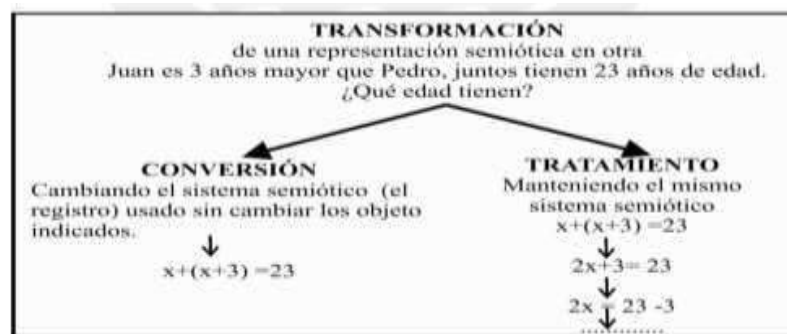 TRANSFORMACIÓN
de una representación semiótica en otra
Juan es 3 años mayor que Pedro, juntos tienen 23 años de edad.
¿Qué edad tienen?
CONVERSIÓN
Cambiando el sistema semiótico (el
registro) usado sin cambiar los objeto
indicados.
x+(x+3) =23
TRATAMIENTO
Manteniendo el mismo
sistema semiótico
x+(x+3) =23
2x+3= 23
2x = 23 -3
..............